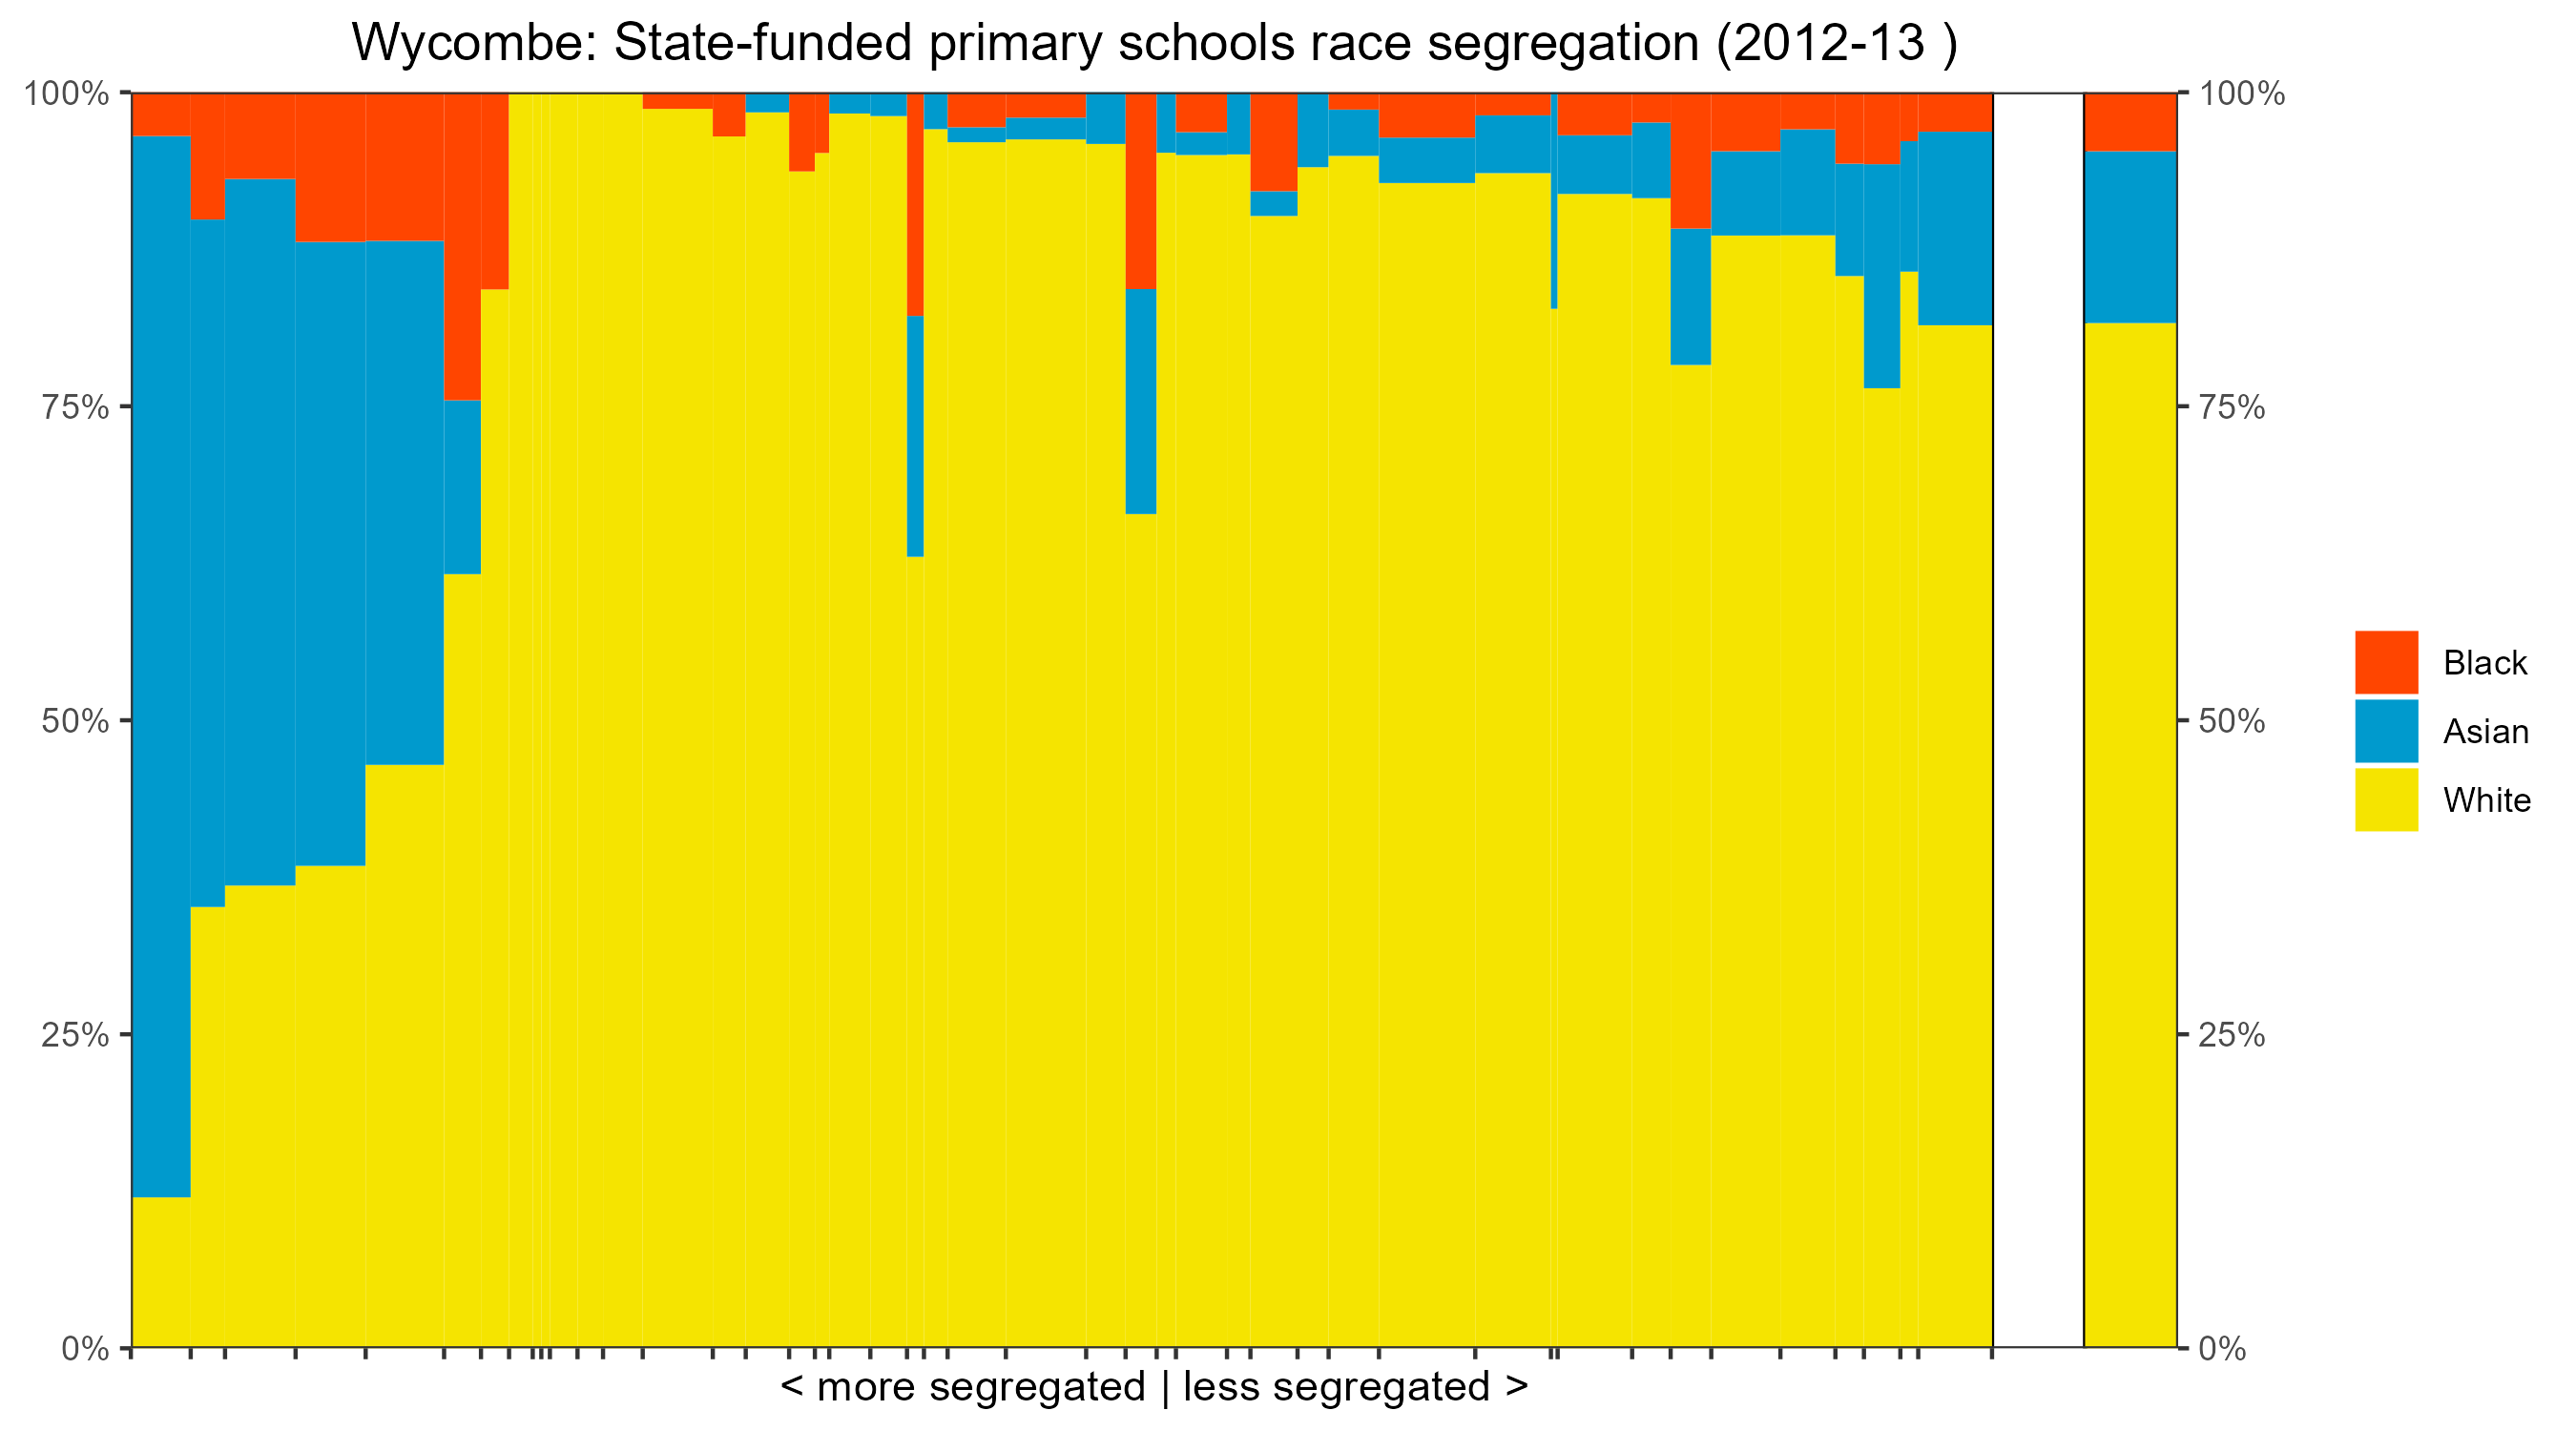 Wycombe: State-funded primary schools race segregation (2012-13 )
100%
75%
50%
25%
0%
100%
75%
50%
25%
0%
Black
Asian
White
< more segregated | less segregated >